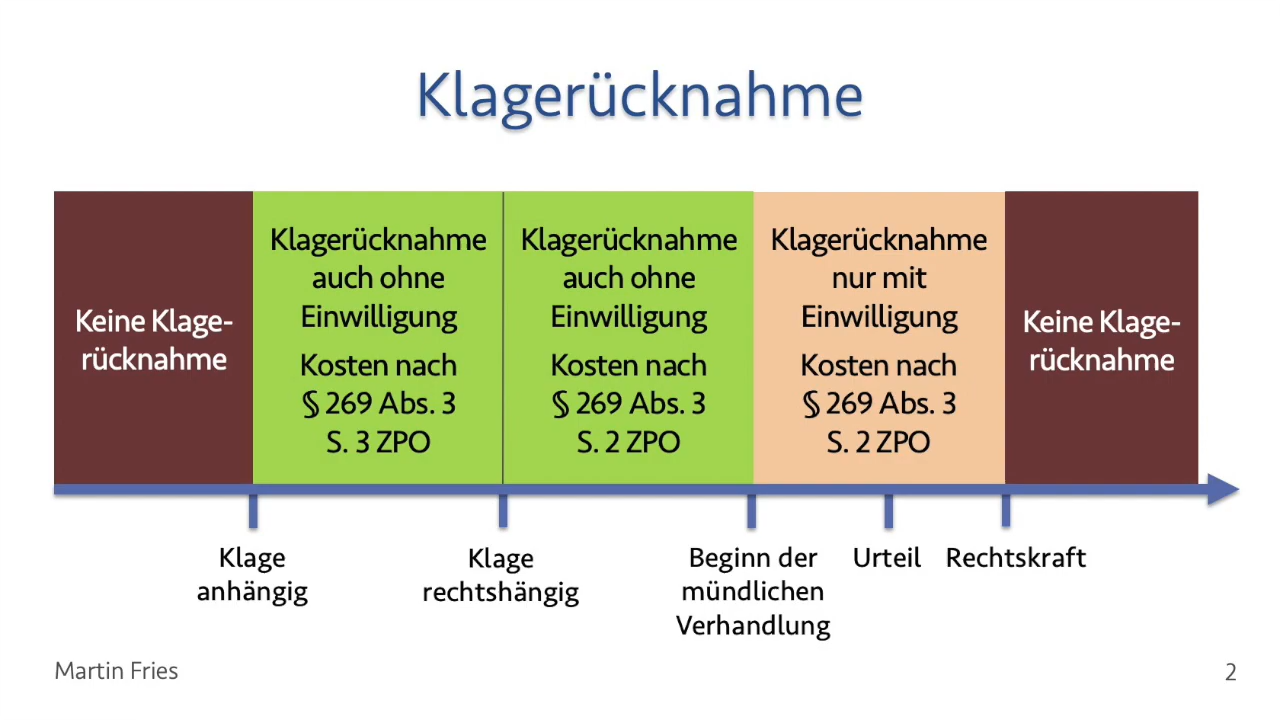 Klagerücknahme
Keine Klage-
rücknahme
Klagerücknahme
auch ohne
Einwilligung
Kosten nach
§ 269 Abs. 3
S. 3 ZPO
Klagerücknahme
auch ohne
Einwilligung
Kosten nach
§ 269 Abs. 3
S. 2 ZPO
Klagerücknahme
nur mit
Einwilligung
Kosten nach
§ 269 Abs. 3
S. 2 ZPO
Keine Klage-
rücknahme
Klage
anhängig
Klage
rechtshängig
Beginn der
mündlichen
Verhandlung
Urteil
Rechtskraft
Martin Fries
2